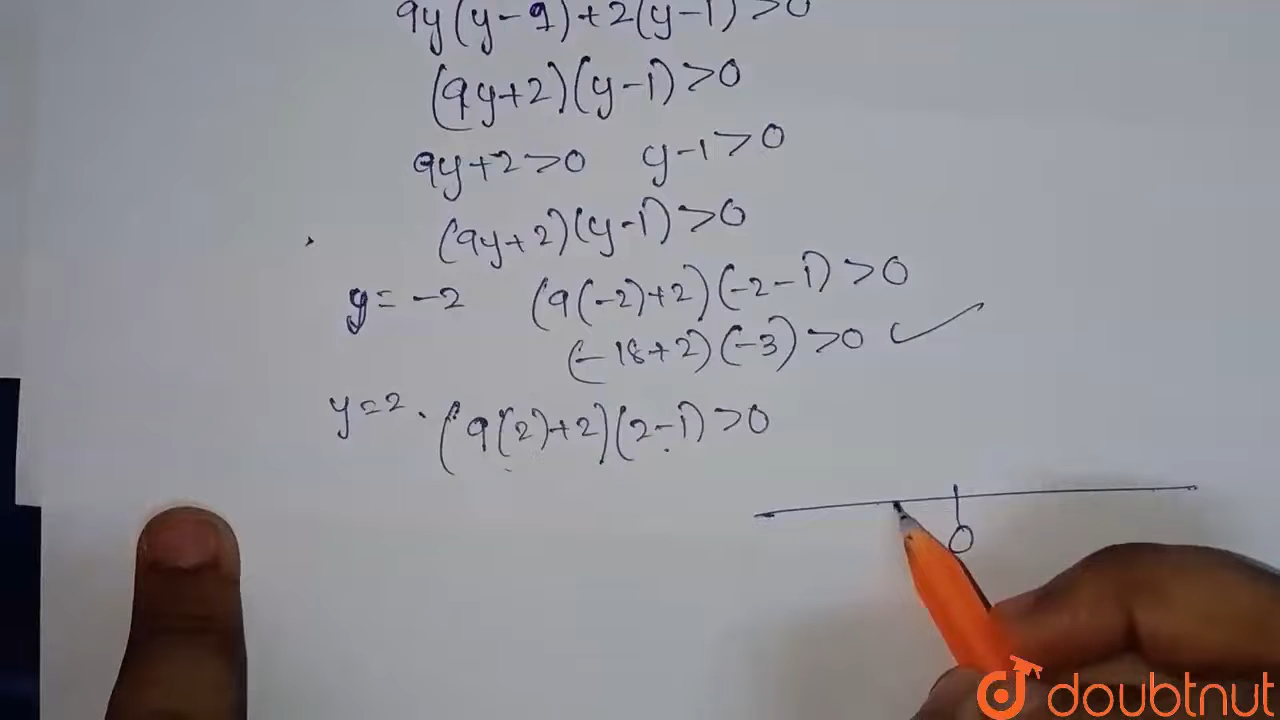 9y(y-9)+2(y-1)>0
(9y+2)(y-1)>0
9y+2>0 y-1>0
(9y+2)(y-1)>0
y=-2 (9(-2)+2)(-2-1)>0
(-18+2)(-3)>0 ✓
y=2. (9(2)+2)(2-1)>0
0
doubtnut